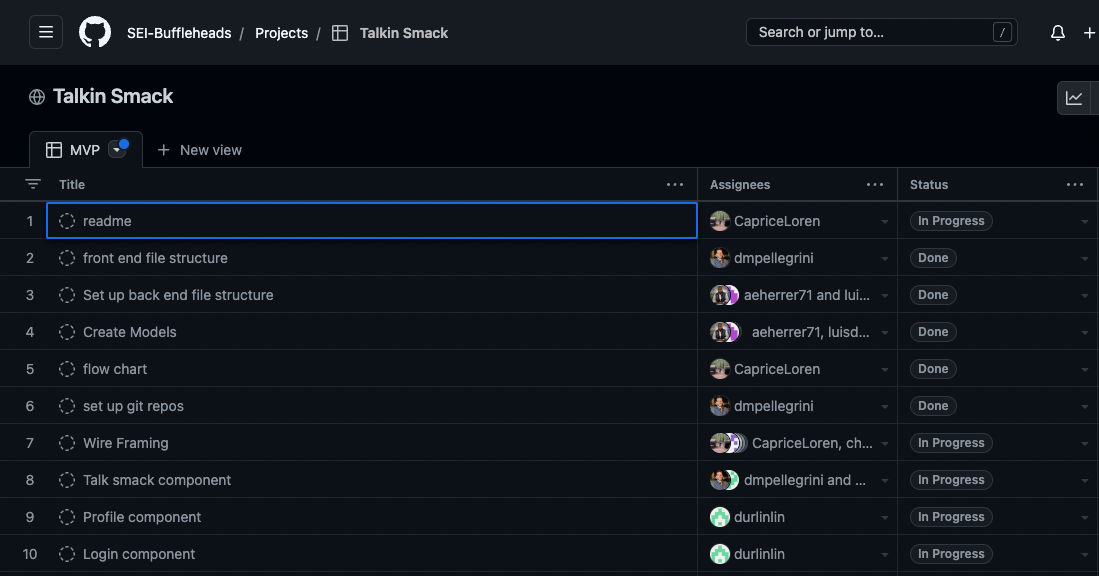 SEI-Buffleheads / Projects / Talkin Smack
Search or jump to... /
Talkin Smack
MVP New view
Title ... Assignees ... Status ...
1 readme CapriceLoren In Progress
2 front end file structure dmpellegrini Done
3 Set up back end file structure aeherrer71 and lui... Done
4 Create Models aeherrer71, luisd... Done
5 flow chart CapriceLoren Done
6 set up git repos dmpellegrini Done
7 Wire Framing CapriceLoren, ch... In Progress
8 Talk smack component dmpellegrini and ... In Progress
9 Profile component durlinlin In Progress
10 Login component durlinlin In Progress